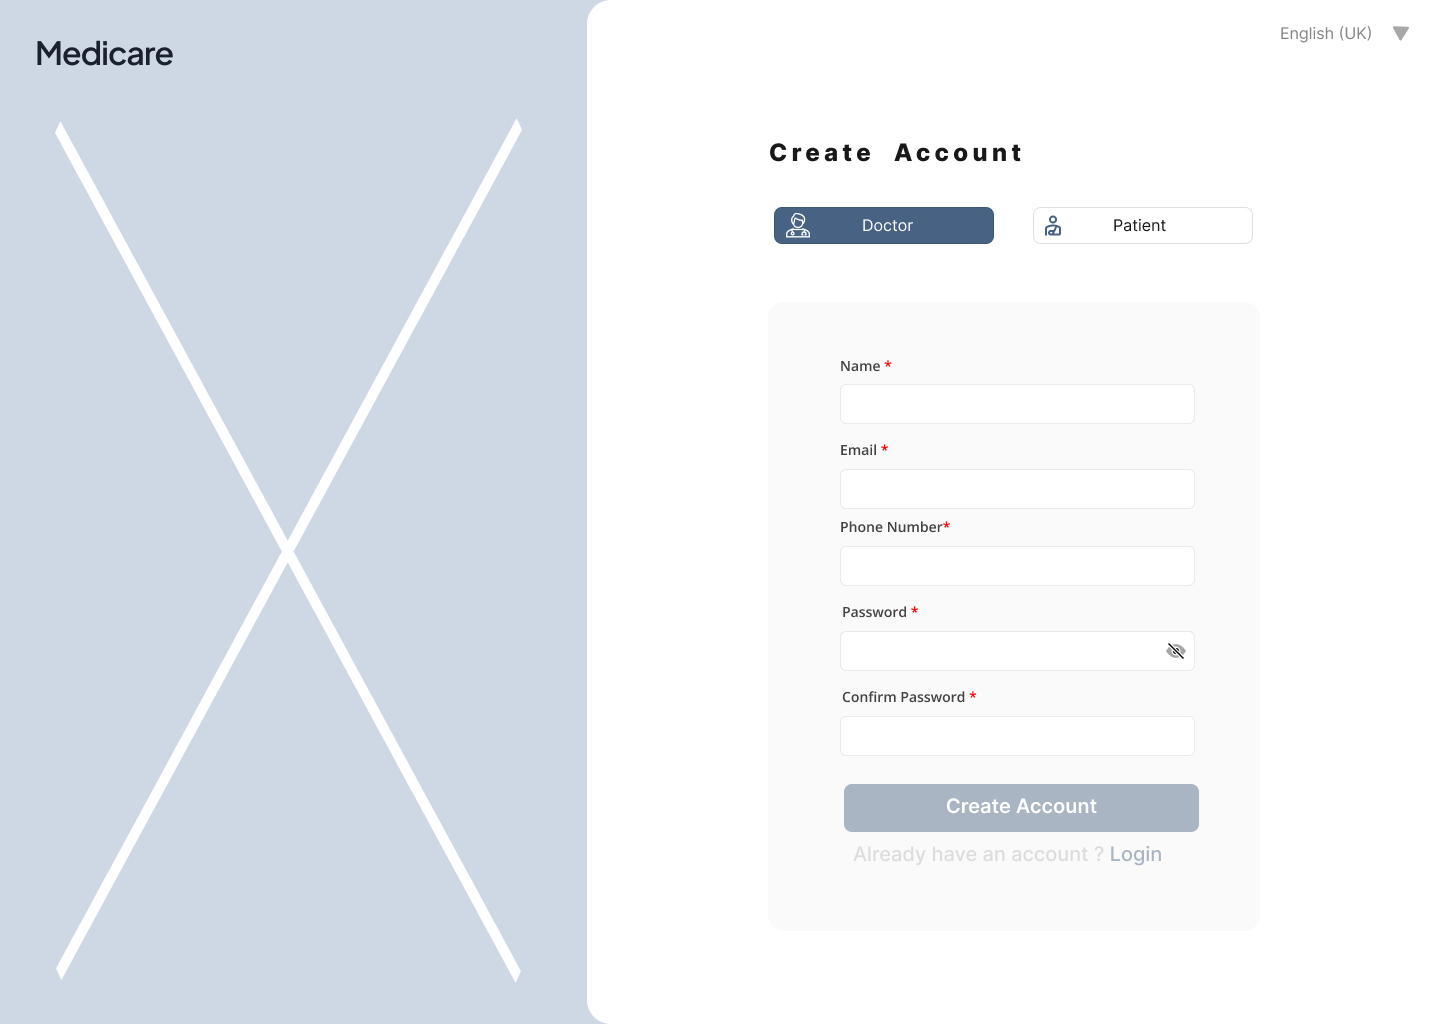 Medicare
English (UK)
Create Account
Doctor
Patient
Name *
Email *
Phone Number*
Password *
Confirm Password *
Create Account
Already have an account ? Login